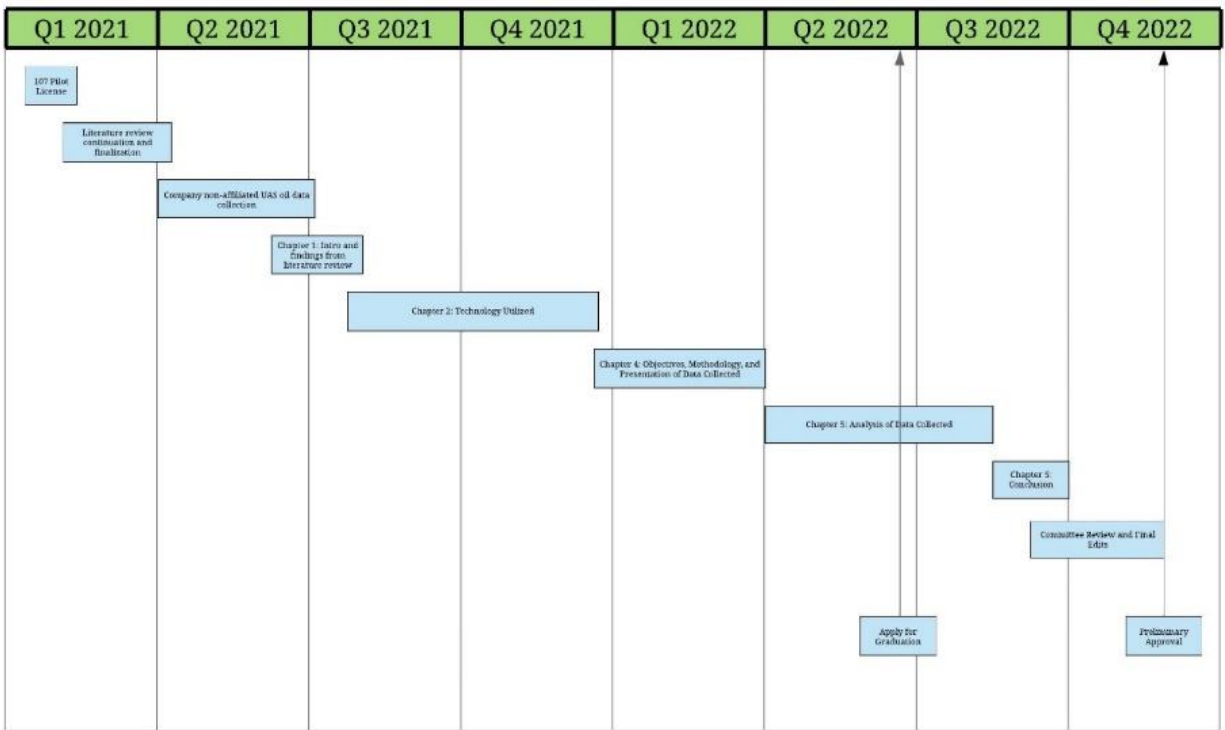 Q1 2021 Q2 2021 Q3 2021 Q4 2021 Q1 2022 Q2 2022 Q3 2022 Q4 2022
107 Pilot
License
Literature review
continuation and
finalization
Company non-affiliated UAS oil data
collection
Chapter 1: Intro and
findings from
literature review
Chapter 2: Technology Utilized
Chapter 4: Objectives, Methodology, and
Presentation of Data Collected
Chapter 5: Analysis of Data Collected
Chapter 5:
Conclusion
Committee Review and Final
Edits
Apply for
Graduation
Preliminary
Approval